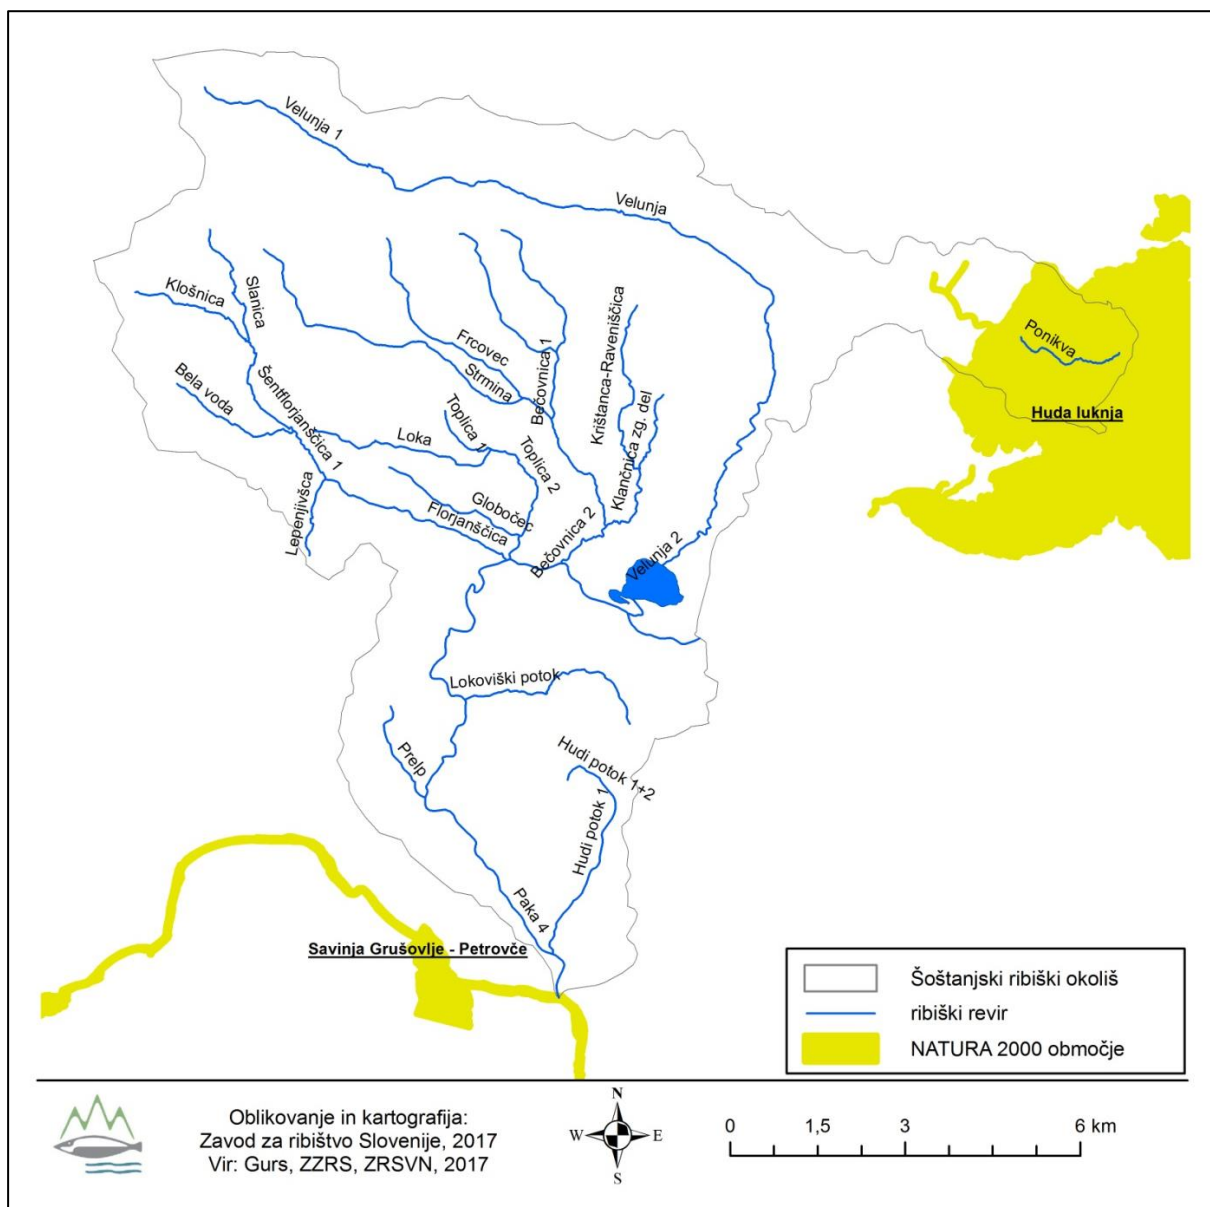 Velunja 1
Velunja
Klošnica
Slanica
Frcovec
Strmina
Bečovnica 1
Krištanca-Raveniščica
Ponikva
Huda luknja
Bela voda
Šentflorjanščica 1
Loka
Toplica 1
Toplica 2
Klančnica zg. del
Lepenjivšca
Globočec
Florjanščica
Bečovnica 2
Velunja 2
Lokoviški potok
Prelp
Hudi potok 1+2
Hudi potok 1
Paka 4
Savinja Grušovlje - Petrovče
Šoštanjski ribiški okoliš
ribiški revir
NATURA 2000 območje
Oblikovanje in kartografija:
Zavod za ribištvo Slovenije, 2017
Vir: Gurs, ZZRS, ZRSVN, 2017
N
W E
S
0 1,5 3 6 km